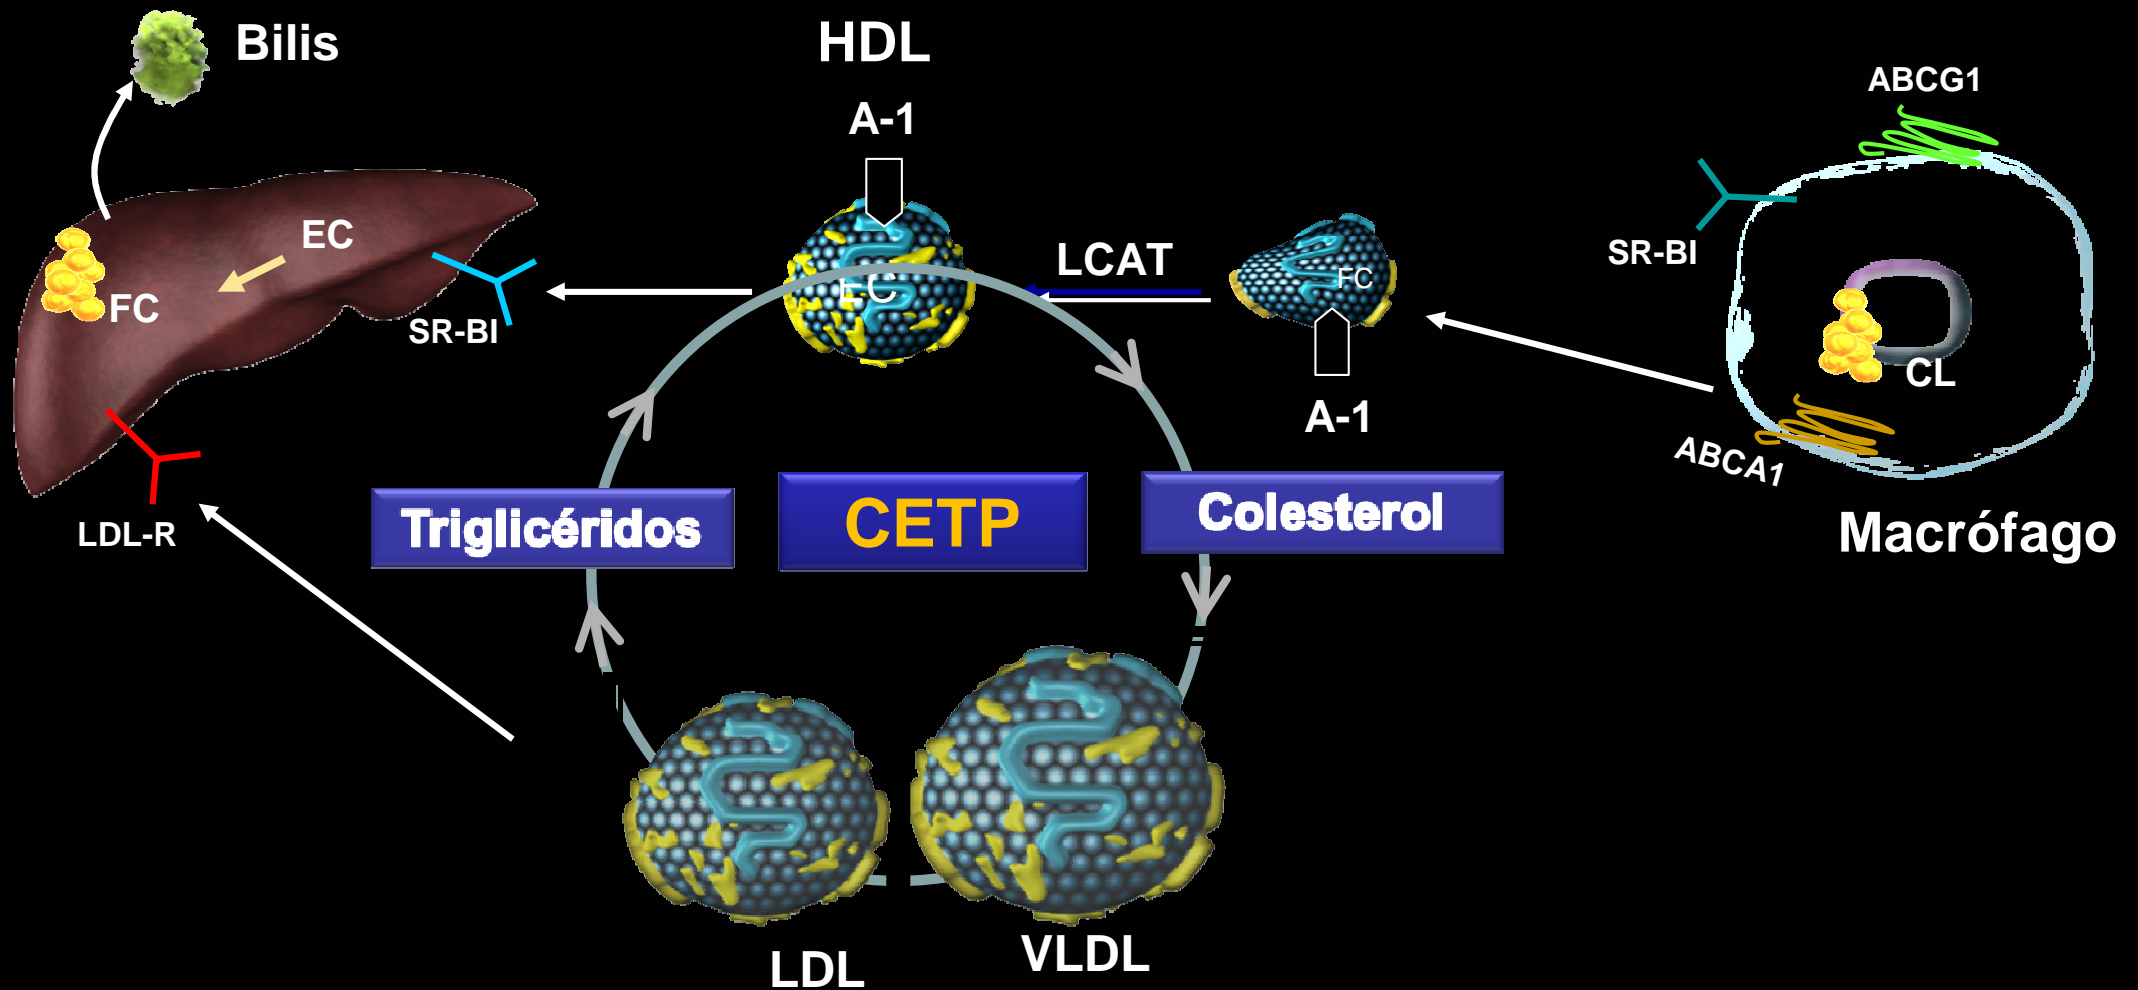 Bilis
HDL
ABCG1
A-1
EC
LCAT
FC
SR-BI
EC
FC
SR-BI
CL
A-1
ABCA1
Triglicéridos
CETP
Colesterol
LDL-R
Macrófago
LDL
VLDL